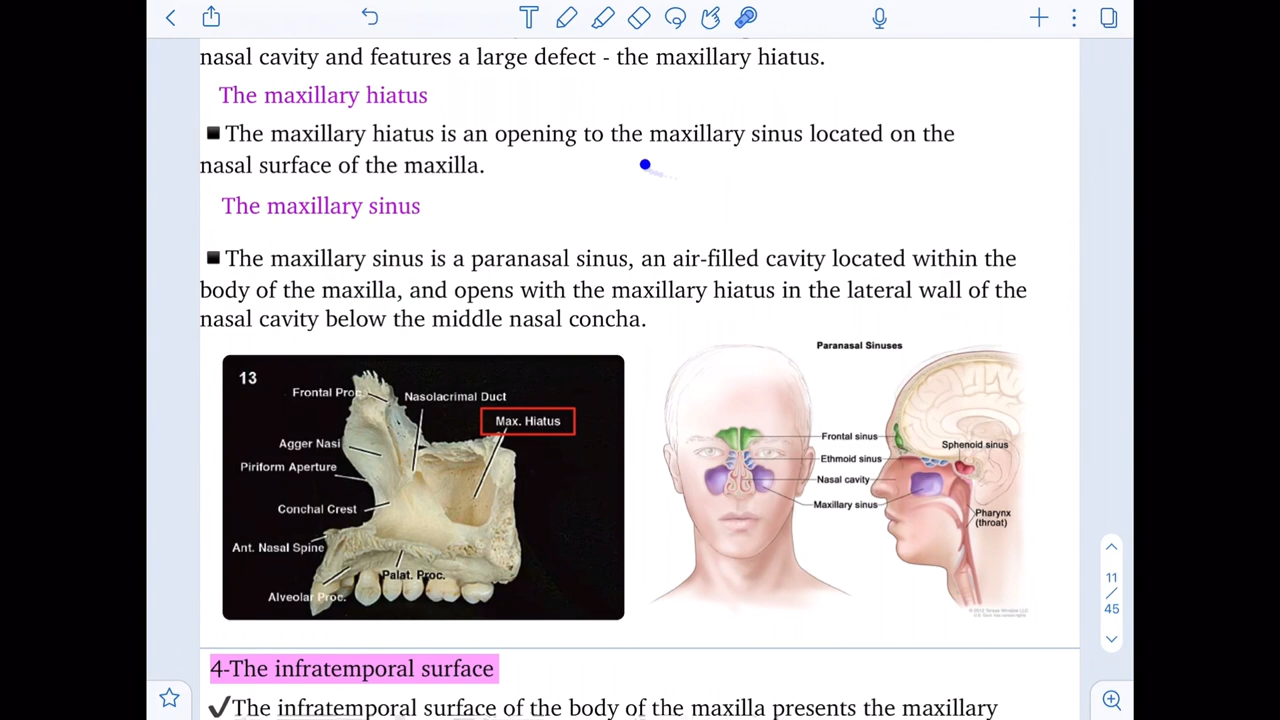 nasal cavity and features a large defect - the maxillary hiatus.
The maxillary hiatus
◾The maxillary hiatus is an opening to the maxillary sinus located on the
nasal surface of the maxilla.
The maxillary sinus
◾The maxillary sinus is a paranasal sinus, an air-filled cavity located within the
body of the maxilla, and opens with the maxillary hiatus in the lateral wall of the
nasal cavity below the middle nasal concha.
13
Frontal Proc.
Nasolacrimal Duct
Max. Hiatus
Agger Nasi
Piriform Aperture
Conchal Crest
Ant. Nasal Spine
Palat. Proc.
Alveolar Proc.
Paranasal Sinuses
Frontal sinus
Ethmoid sinus
Nasal cavity
Maxillary sinus
Sphenoid sinus
Pharynx
(throat)
11
/
45
4-The infratemporal surface
✓The infratemporal surface of the body of the maxilla presents the maxillary